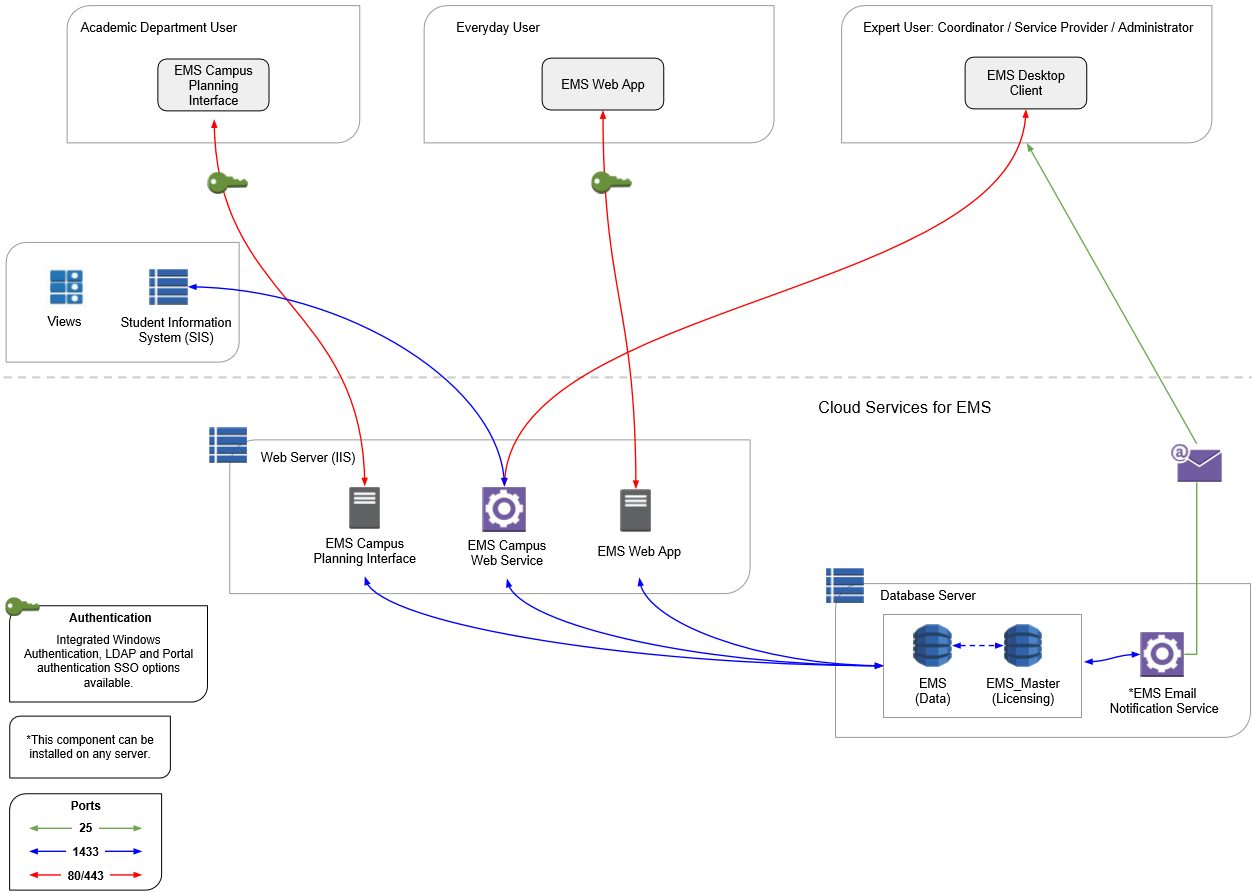 Academic Department User
EMS Campus
Planning
Interface
Everyday User
EMS Web App
Expert User: Coordinator / Service Provider / Administrator
EMS Desktop
Client
Views
Student Information
System (SIS)
Cloud Services for EMS
Web Server (IIS)
EMS Campus
Planning Interface
EMS Campus
Web Service
EMS Web App
@
Database Server
EMS
(Data)
EMS_Master
(Licensing)
*EMS Email
Notification Service
Authentication
Integrated Windows
Authentication, LDAP and Portal
authentication SSO options
available.
*This component can be
installed on any server.
Ports
25
1433
80/443